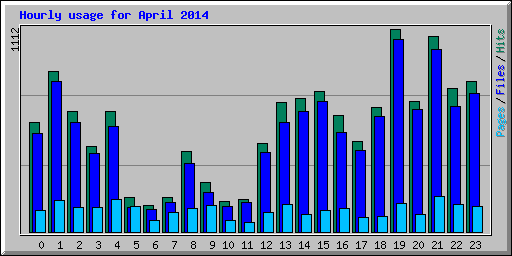 Hourly usage for April 2014
1112
Pages/Files/Hits
0 1 2 3 4 5 6 7 8 9 10 11 12 13 14 15 16 17 18 19 20 21 22 23